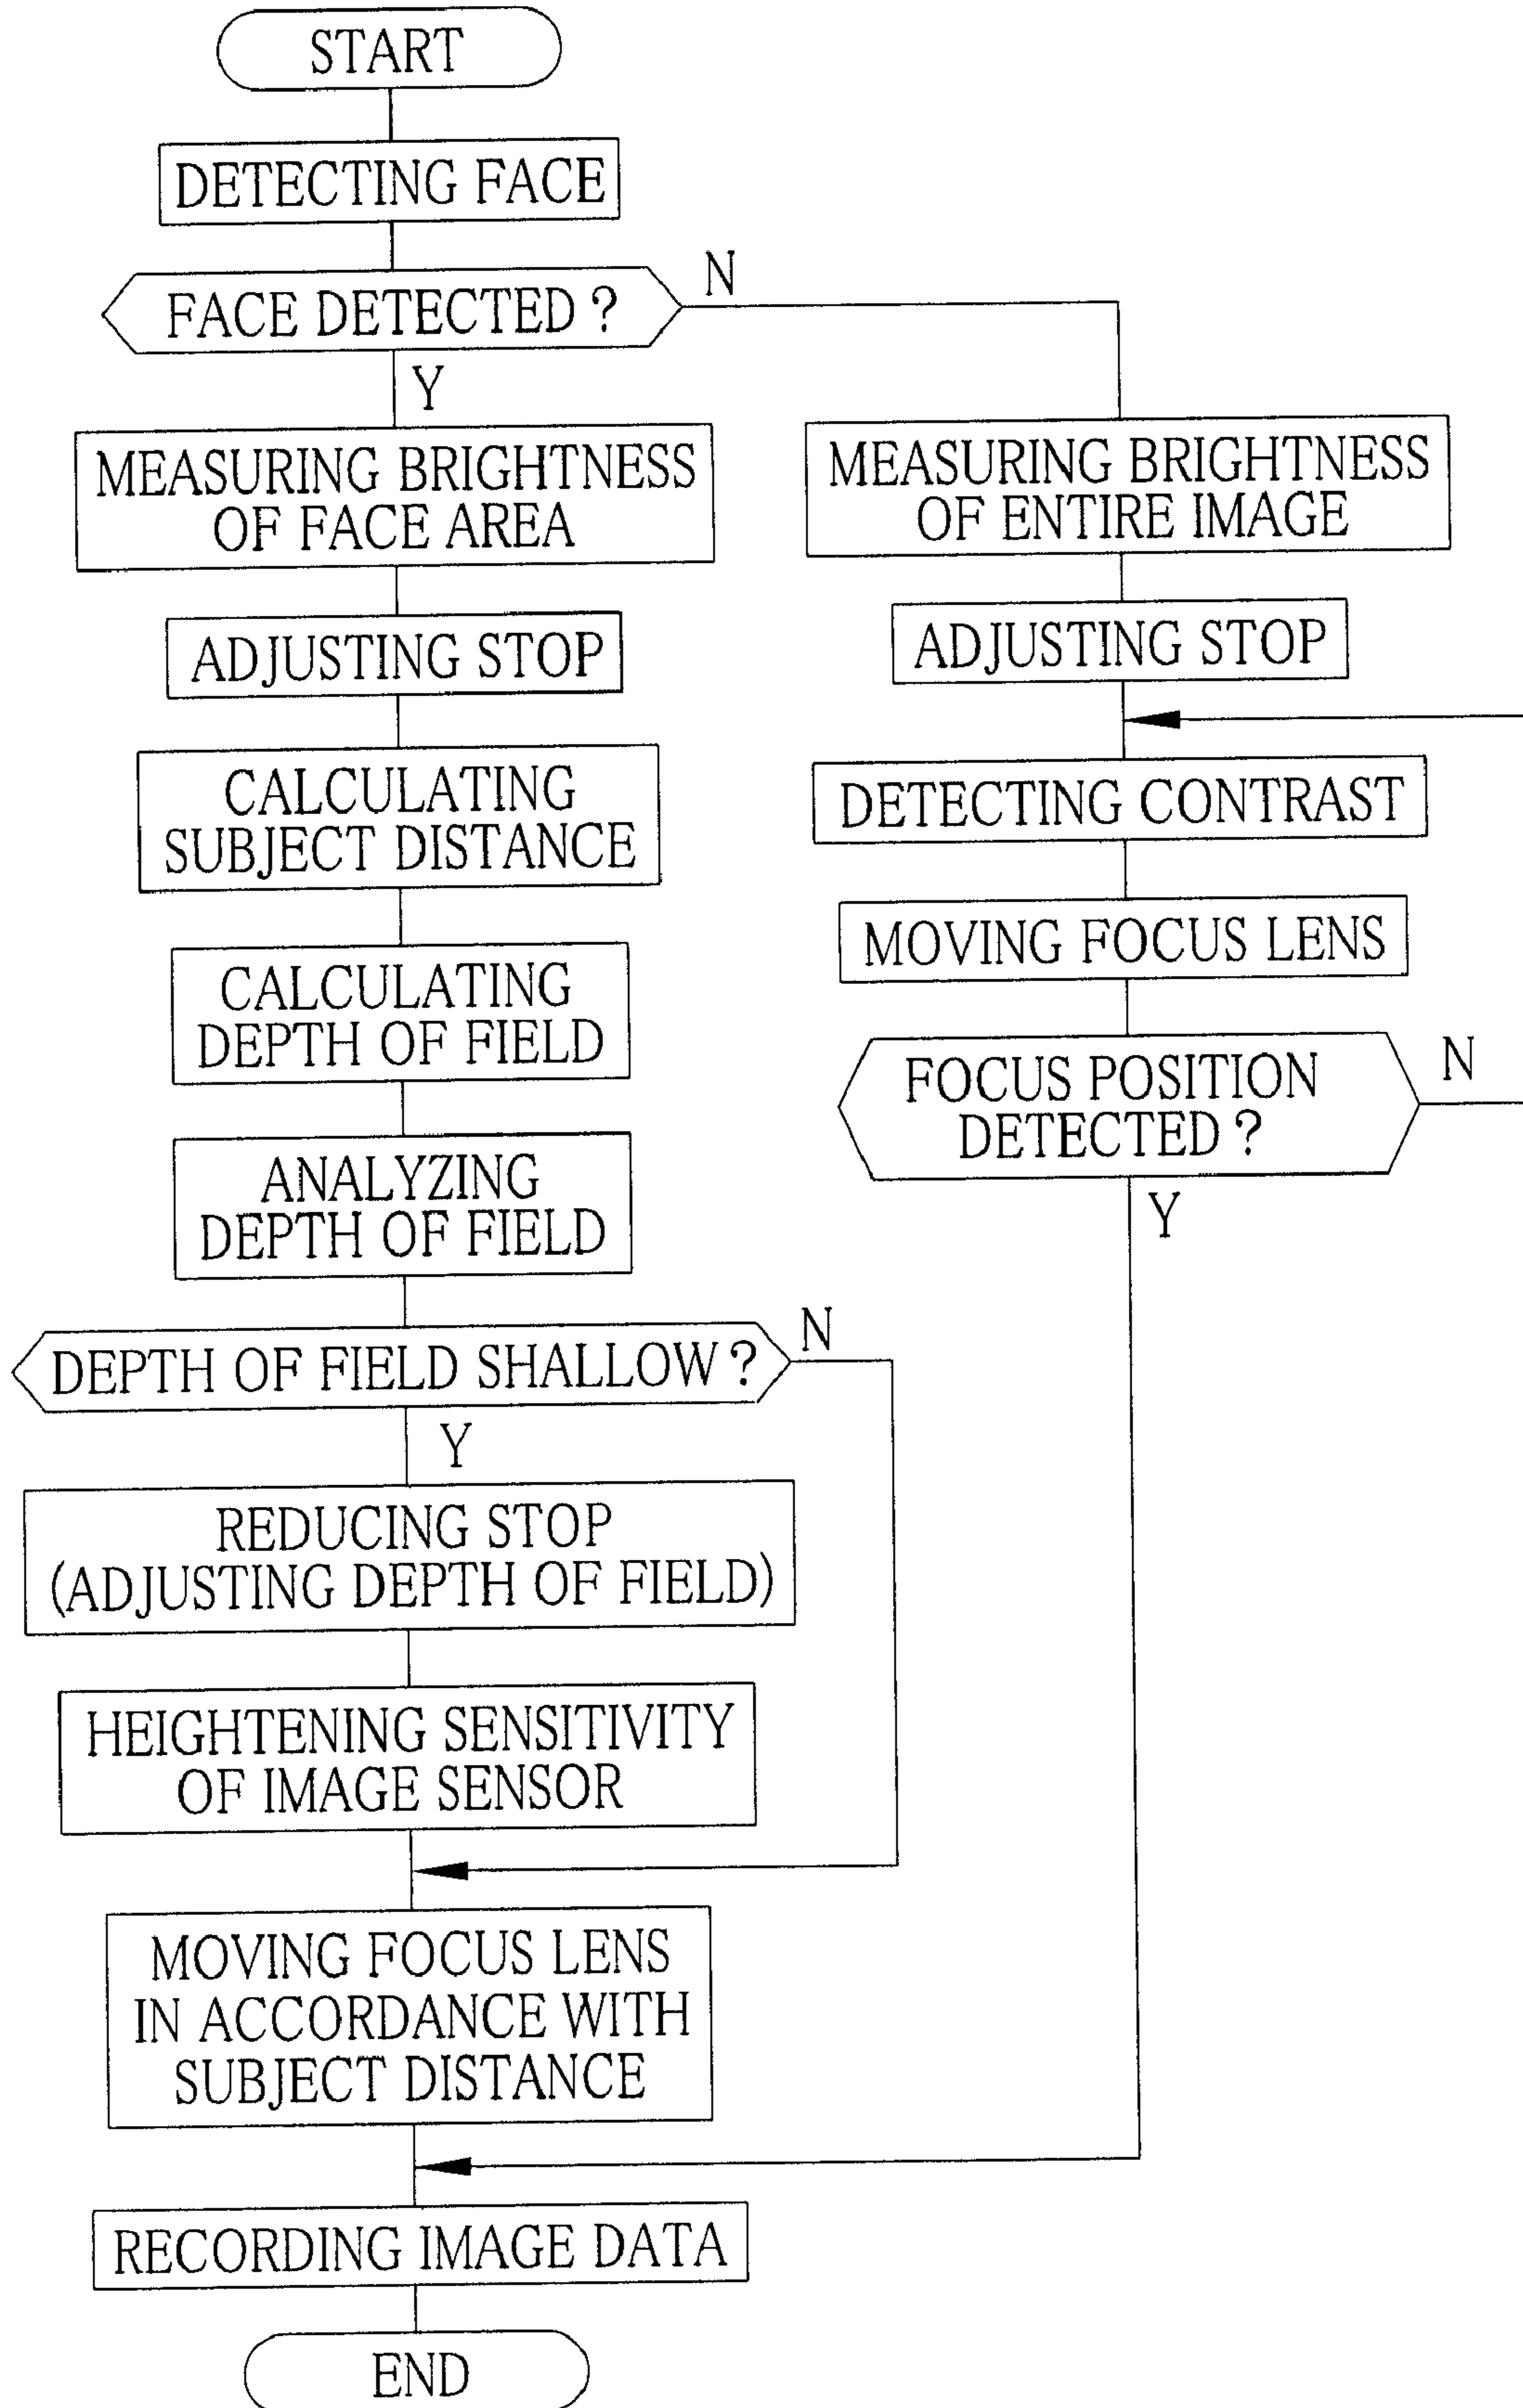 START
DETECTING FACE
FACE DETECTED ?
N
Y
MEASURING BRIGHTNESS
OF FACE AREA
ADJUSTING STOP
CALCULATING
SUBJECT DISTANCE
CALCULATING
DEPTH OF FIELD
ANALYZING
DEPTH OF FIELD
DEPTH OF FIELD SHALLOW ?
N
Y
REDUCING STOP
(ADJUSTING DEPTH OF FIELD)
HEIGHTENING SENSITIVITY
OF IMAGE SENSOR
MOVING FOCUS LENS
IN ACCORDANCE WITH
SUBJECT DISTANCE
MEASURING BRIGHTNESS
OF ENTIRE IMAGE
ADJUSTING STOP
DETECTING CONTRAST
MOVING FOCUS LENS
FOCUS POSITION
DETECTED ?
N
Y
RECORDING IMAGE DATA
END